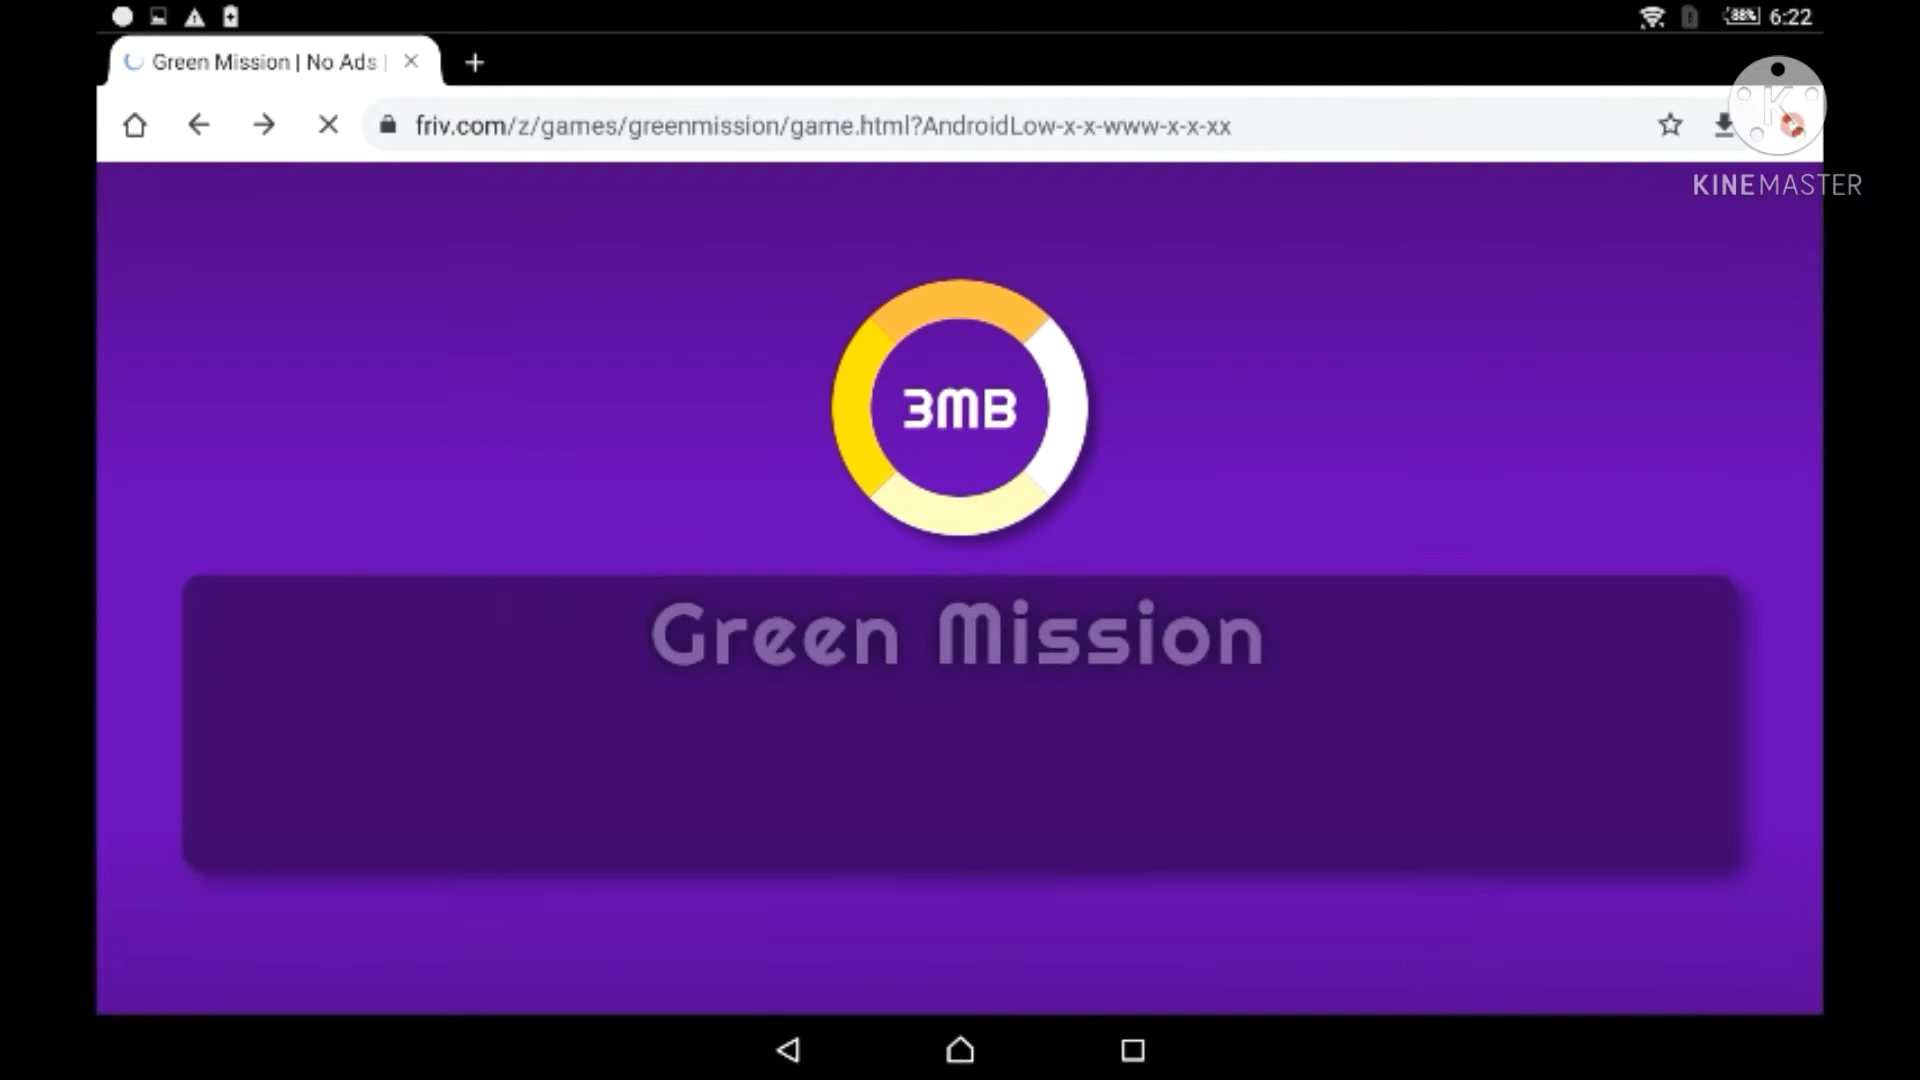 88% 6:22
Green Mission | No Ads |
friv.com/z/games/greenmission/game.html?AndroidLow-x-x-www-x-x-xx
K
KINEMASTER
3MB
Green Mission